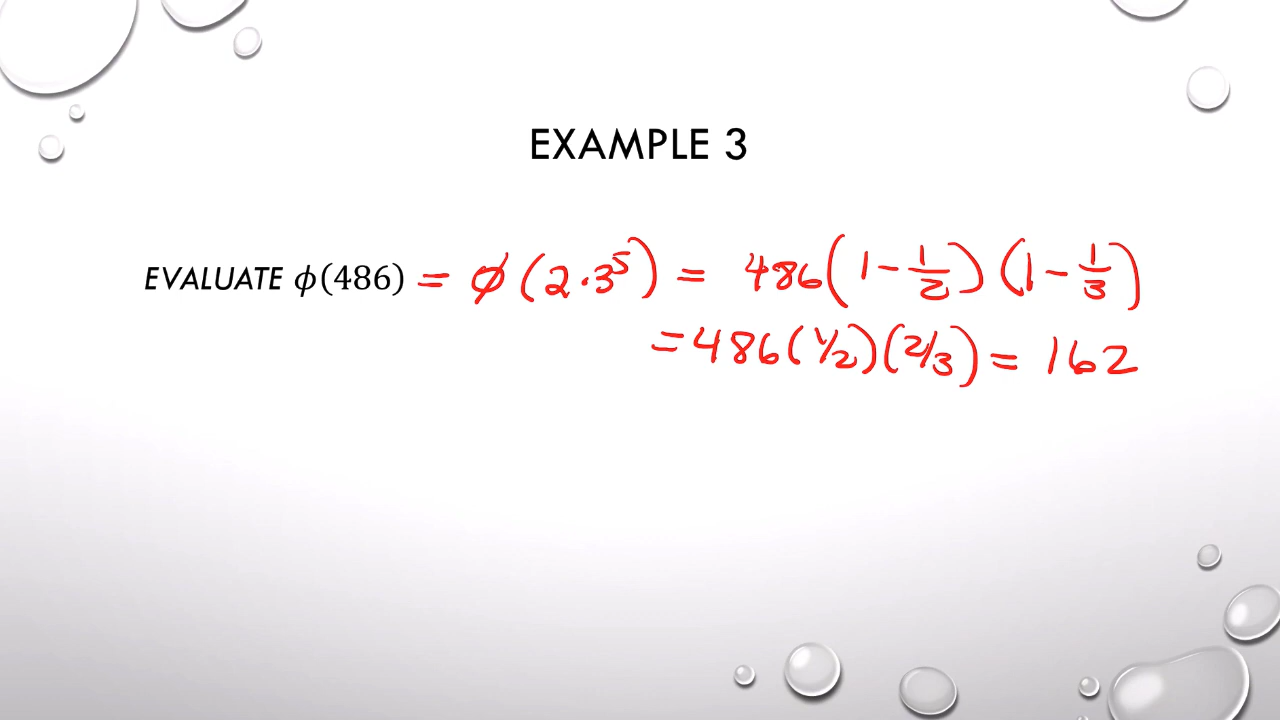 EXAMPLE 3
EVALUATE ϕ(486) = ϕ(2·3⁵) = 486(1 - 1/2)(1 - 1/3)
= 486(1/2)(2/3) = 162